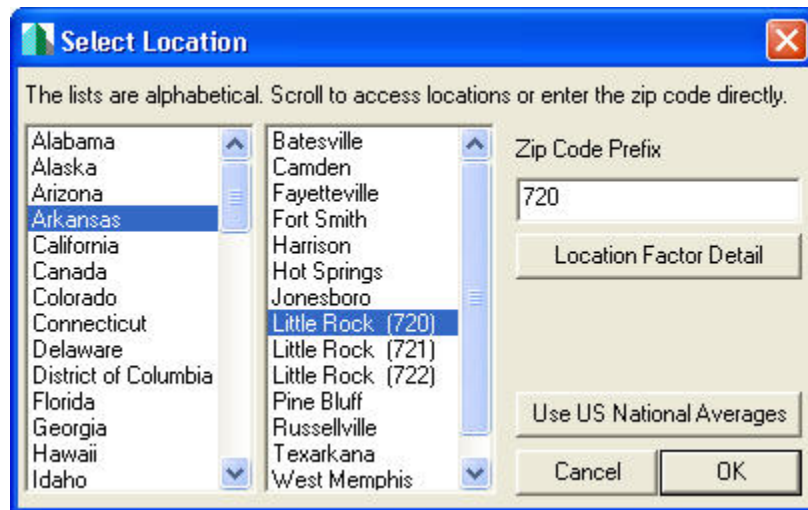 Select Location
The lists are alphabetical. Scroll to access locations or enter the zip code directly.
Alabama
Alaska
Arizona
Arkansas
California
Canada
Colorado
Connecticut
Delaware
District of Columbia
Florida
Georgia
Hawaii
Idaho
Batesville
Camden
Fayetteville
Fort Smith
Harrison
Hot Springs
Jonesboro
Little Rock (720)
Little Rock (721)
Little Rock (722)
Pine Bluff
Russellville
Texarkana
West Memphis
Zip Code Prefix
720
Location Factor Detail
Use US National Averages
Cancel
OK